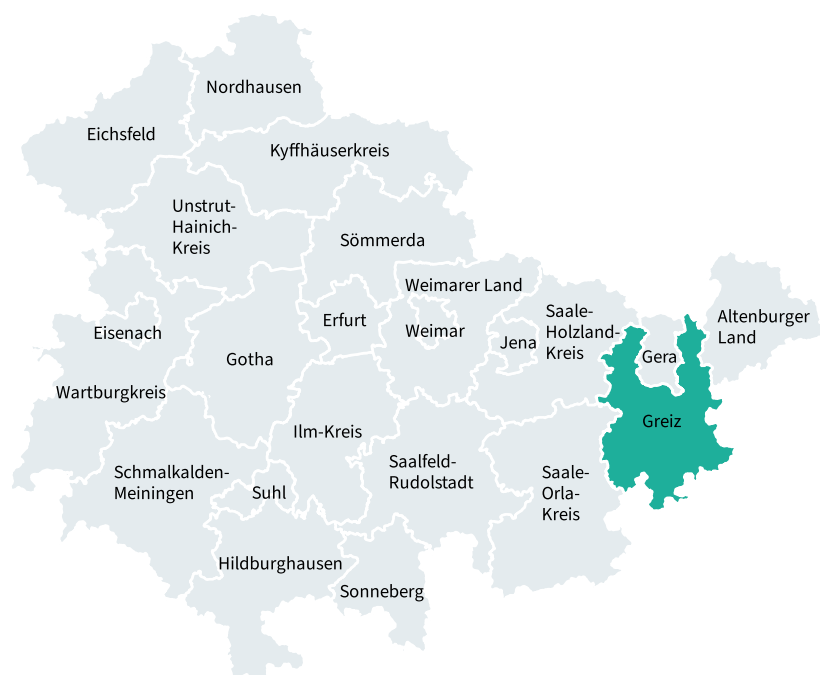 Nordhausen
Eichsfeld
Kyffhäuserkreis
Unstrut-
Hainich-
Kreis
Sömmerda
Weimarer Land
Saale-
Holzland-
Kreis
Altenburger
Land
Eisenach
Erfurt
Weimar
Jena
Gera
Gotha
Wartburgkreis
Greiz
Ilm-Kreis
Saalfeld-
Rudolstadt
Schmalkalden-
Meiningen
Suhl
Saale-
Orla-
Kreis
Hildburghausen
Sonneberg